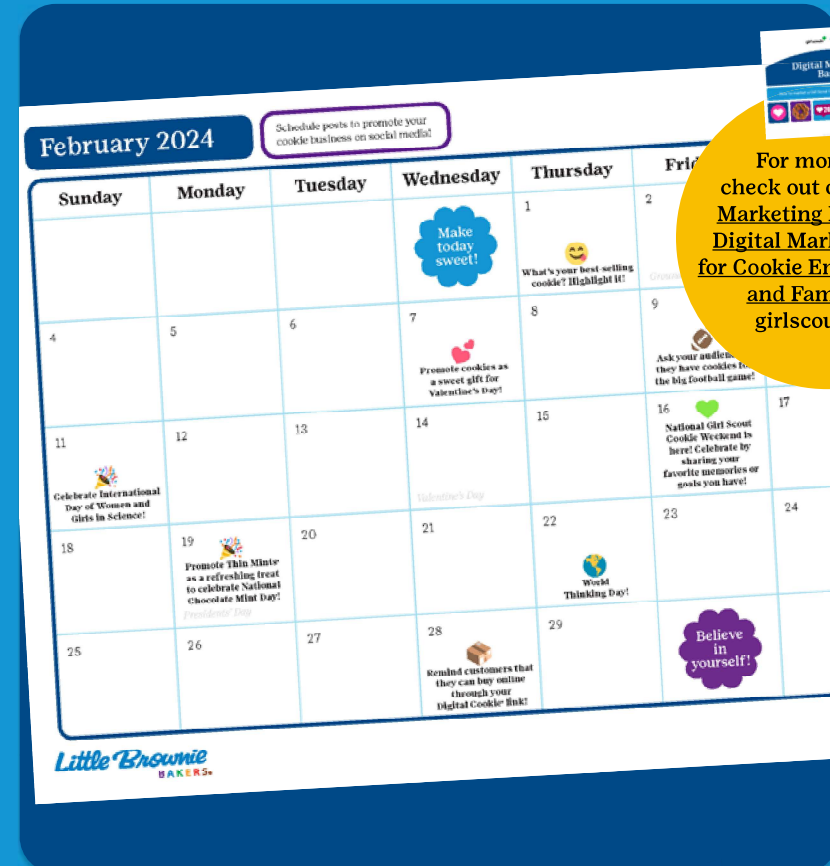 Digital M
Ba
For mor
check out o
Marketing
Digital Mark
for Cookie En
and Fam
girlscou
February 2024
Schedule posts to promote your
cookie business on social media!
Sunday
Monday
Tuesday
Wednesday
Thursday
Frid
Make
today
sweet!
1
What's your best-selling
cookie? Highlight it!
2
4
5
6
7
Promote cookies as
a sweet gift for
Valentine's Day!
8
9
Ask your audien
they have cookies fo
the big football game!
11
Celebrate International
Day of Women and
Girls in Science!
12
13
14
Valentine's Day
15
16
National Girl Scout
Cookie Weekend is
here! Celebrate by
sharing your
favorite memories or
goals you have!
17
18
19
Promote Thin Mints®
as a refreshing treat
to celebrate National
Chocolate Mint Day!
Presidents' Day
20
21
22
World
Thinking Day!
23
24
25
26
27
28
Remind customers that
they can buy online
through your
Digital Cookie® link!
29
Believe
in
yourself!
Little Brownie
BAKERS®